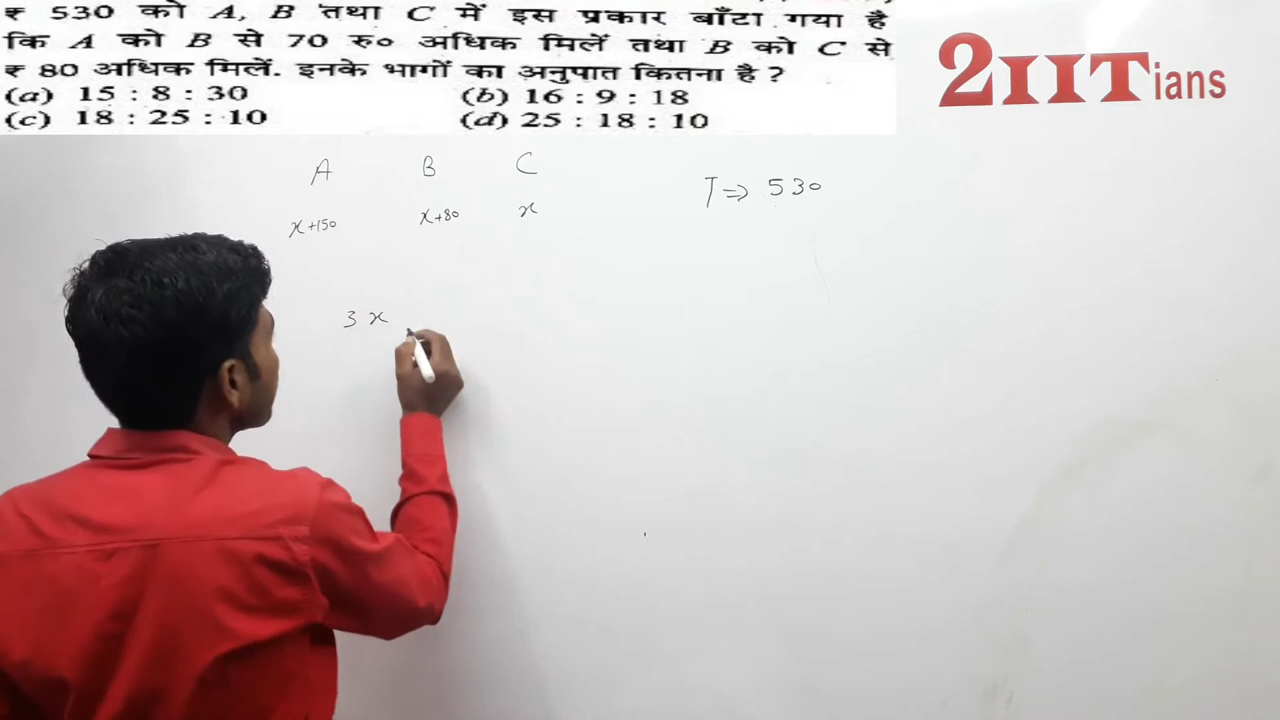 ₹ 530 को A, B तथा C में इस प्रकार बाँटा गया है
कि A को B से 70 रु० अधिक मिलें तथा B को C से
₹ 80 अधिक मिलें. इनके भागों का अनुपात कितना है ?
(a) 15 : 8 : 30 (b) 16 : 9 : 18
(c) 18 : 25 : 10 (d) 25 : 18 : 10
2IITians
A B C
T ⇒ 530
x+150 x+80 x
3x